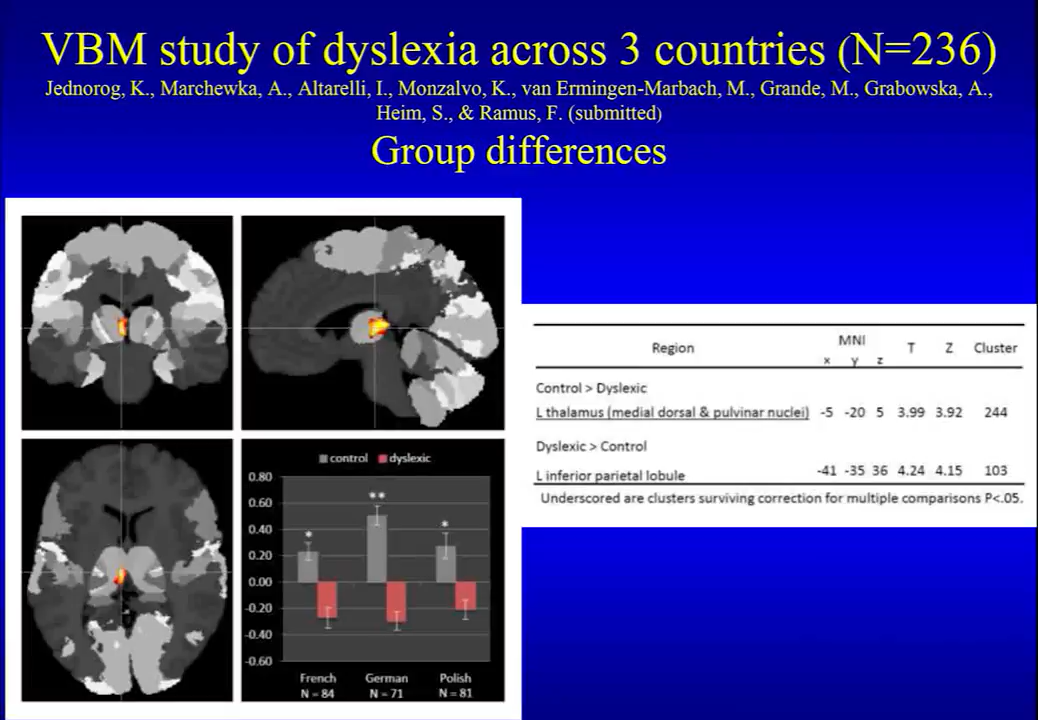 VBM study of dyslexia across 3 countries (N=236)
Jednorog, K., Marchewka, A., Altarelli, I., Monzalvo, K., van Ermingen-Marbach, M., Grande, M., Grabowska, A.,
Heim, S., & Ramus, F. (submitted)
Group differences
control dyslexic
0.80
0.60
0.40
0.20
0.00
-0.20
-0.40
-0.60
* ** *
French German Polish
N = 84 N = 71 N = 81
Region MNI T Z Cluster
x y z
Control > Dyslexic
L thalamus (medial dorsal & pulvinar nuclei) -5 -20 5 3.99 3.92 244
Dyslexic > Control
L inferior parietal lobule -41 -35 36 4.24 4.15 103
Underscored are clusters surviving correction for multiple comparisons P<.05.